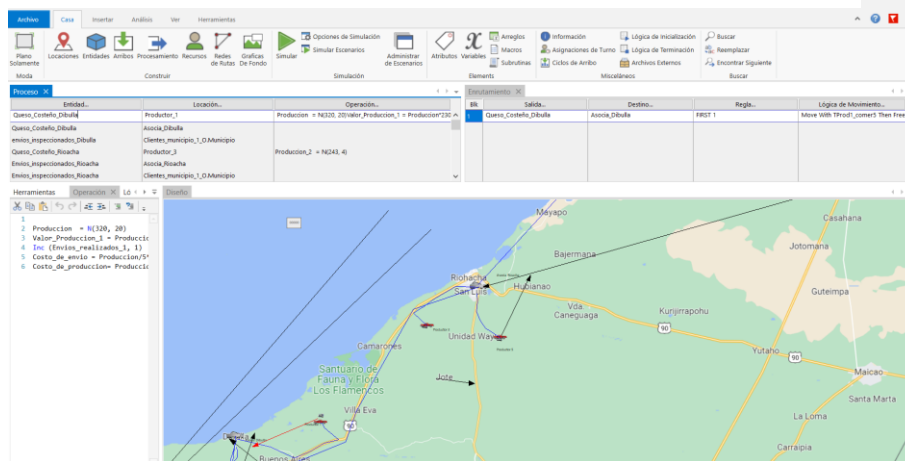 Archivo Casa Insertar Análisis Ver Herramientas
Plano Solamente
Locaciones Entidades Arribos Procesamiento Recursos
Redes de Rutas
Graficas De Fondo
Simular
Opciones de Simulación
Simular Escenarios
Administrar de Escenarios
Atributos Variables
Arreglos
Macros
Subrutinas
Información
Asignaciones de Turno
Ciclos de Arribo
Lógica de Inicialización
Lógica de Terminación
Archivos Externos
Buscar
Reemplazar
Encontrar Siguiente
Moda Construir Simulación Elements Misceláneos Buscar
Proceso
Entidad... Locación... Operación...
Queso_Costeño_Dibulla Productor_1 Produccion = N(320, 20)Valor_Produccion_1 = Produccion*230
Queso_Costeño_Dibulla Asocia_Dibulla
envios_inspeccionados_Dibulla Clientes_municipio_1_O.Municipio
Queso_Costeño_Rioacha Productor_3 Produccion_2 = N(243, 4)
Envios_inspeccionados_Rioacha Asocia_Rioacha
Envios_inspeccionados_Rioacha Clientes_municipio_1_O.Municipio
Enrutamiento
Blk Salida... Destino... Regla... Lógica de Movimiento...
1 Queso_Costeño_Dibulla Asocia_Dibulla FIRST 1 Move With TProd1_comer5 Then Free
Herramientas Operación Ló
1
2 Produccion = N(320, 20)
3 Valor_Produccion_1 = Producció
4 Inc (Envios_realizados_1, 1)
5 Costo_de_envio = Produccion/5*
6 Costo_de_produccion= Producció
Diseño
Mayapo
Casahana
Jotomana
Bajermana
Riohacha
San Luis
Hubianao
Guteimpa
Vda. Caneguaga
Kurijirrapohu
90
Unidad Way
Yutaho
90
Camarones
Maicao
Jote
Santuario de Fauna y Flora Los Flamencos
Santa Marta
Villa Eva
La Loma
90
Carraipia
Buenos Aires